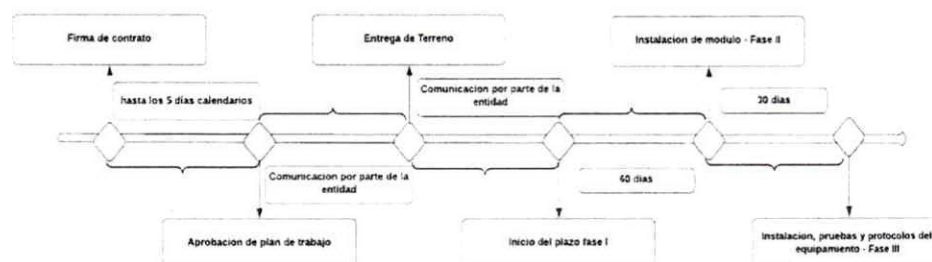 Firma de contrato
Entrega de Terreno
Instalacion de modulo - Fase II
hasta los 5 días calendarios
Comunicacion por parte de la
entidad
30 dias
Comunicacion por parte de la
entidad
60 dias
Aprobacion de plan de trabajo
Inicio del plazo fase I
Instalacion, pruebas y protocolos del
equipamiento - Fase III